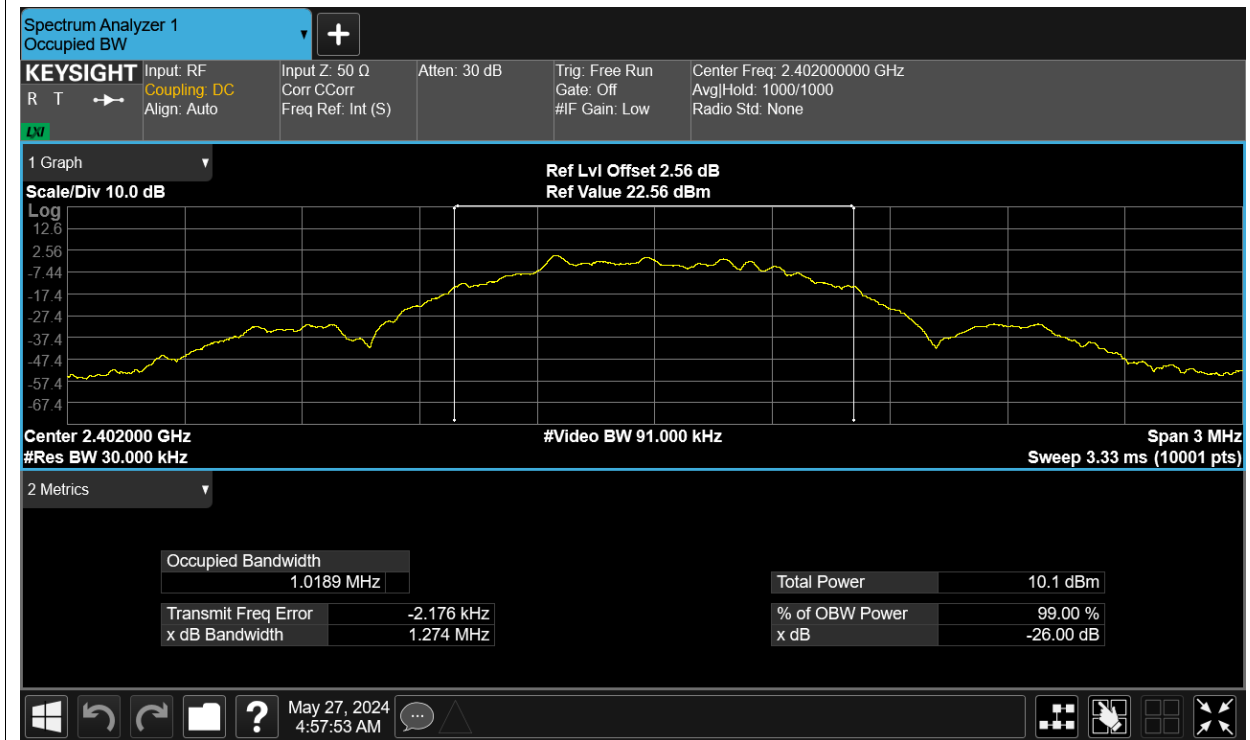 Spectrum Analyzer 1
Occupied BW
KEYSIGHT
R T
LXI
Input: RF
Coupling: DC
Align: Auto
Input Z: 50 Ω
Corr CCorr
Freq Ref: Int (S)
Atten: 30 dB
Trig: Free Run
Gate: Off
#IF Gain: Low
Center Freq: 2.402000000 GHz
Avg|Hold: 1000/1000
Radio Std: None
1 Graph
Scale/Div 10.0 dB
Ref Lvl Offset 2.56 dB
Ref Value 22.56 dBm
Log
12.6
2.56
-7.44
-17.4
-27.4
-37.4
-47.4
-57.4
-67.4
Center 2.402000 GHz
#Res BW 30.000 kHz
#Video BW 91.000 kHz
Span 3 MHz
Sweep 3.33 ms (10001 pts)
2 Metrics
Occupied Bandwidth
1.0189 MHz
Transmit Freq Error -2.176 kHz
x dB Bandwidth 1.274 MHz
Total Power 10.1 dBm
% of OBW Power 99.00 %
x dB -26.00 dB
?
May 27, 2024
4:57:53 AM